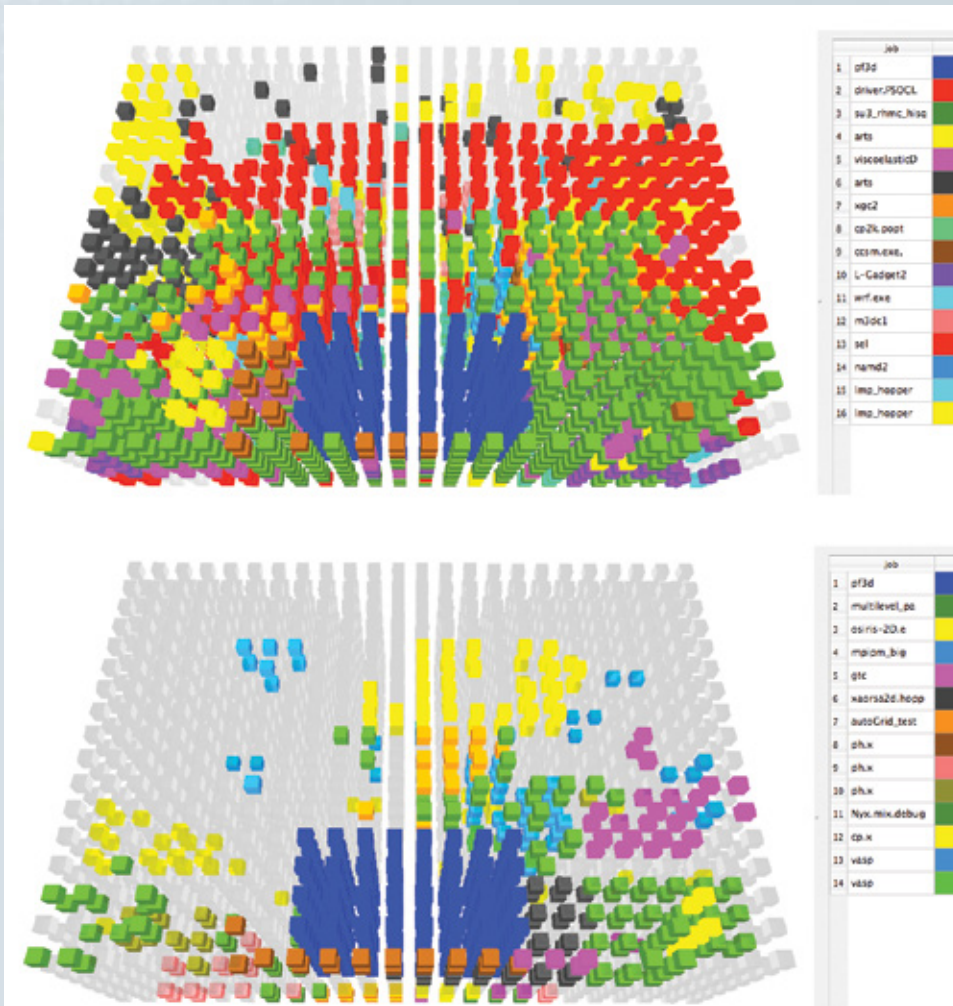 job
1 pf3d
2 driver.PSOCL
3 su3_rhmc_hisq
4 arts
5 viscoelasticD
6 arts
7 xgc2
8 cp2k.popt
9 ccsm.exe.
10 L-Gadget2
11 wrf.exe
12 m3dc1
13 sel
14 namd2
15 lmp_hopper
16 lmp_hopper
job
1 pf3d
2 multilevel_pa
3 osiris-2D.e
4 mpipm_big
5 gtc
6 xaorsa2d.hopp
7 autoGrid_test
8 ph.x
9 ph.x
10 ph.x
11 Nyx.mix.debug
12 cp.x
13 vasp
14 vasp